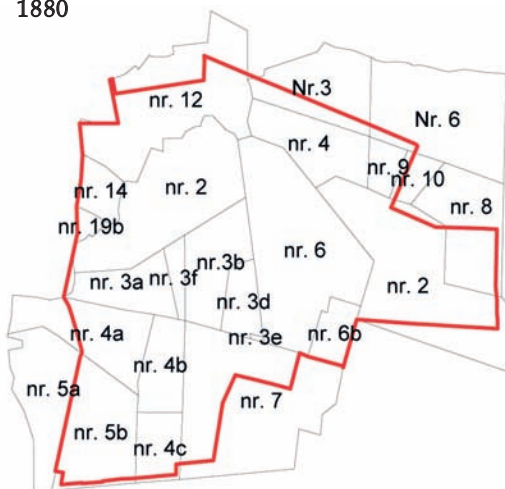 1880
Nr.3
nr. 12
Nr. 6
nr. 4
nr. 9
nr. 10
nr. 14
nr. 2
nr. 8
nr. 19b
nr. 6
nr. 3b
nr. 3f
nr. 3a
nr. 2
nr. 3d
nr. 4a
nr. 3e
nr. 6b
nr. 4b
nr. 5a
nr. 7
nr. 5b
nr. 4c